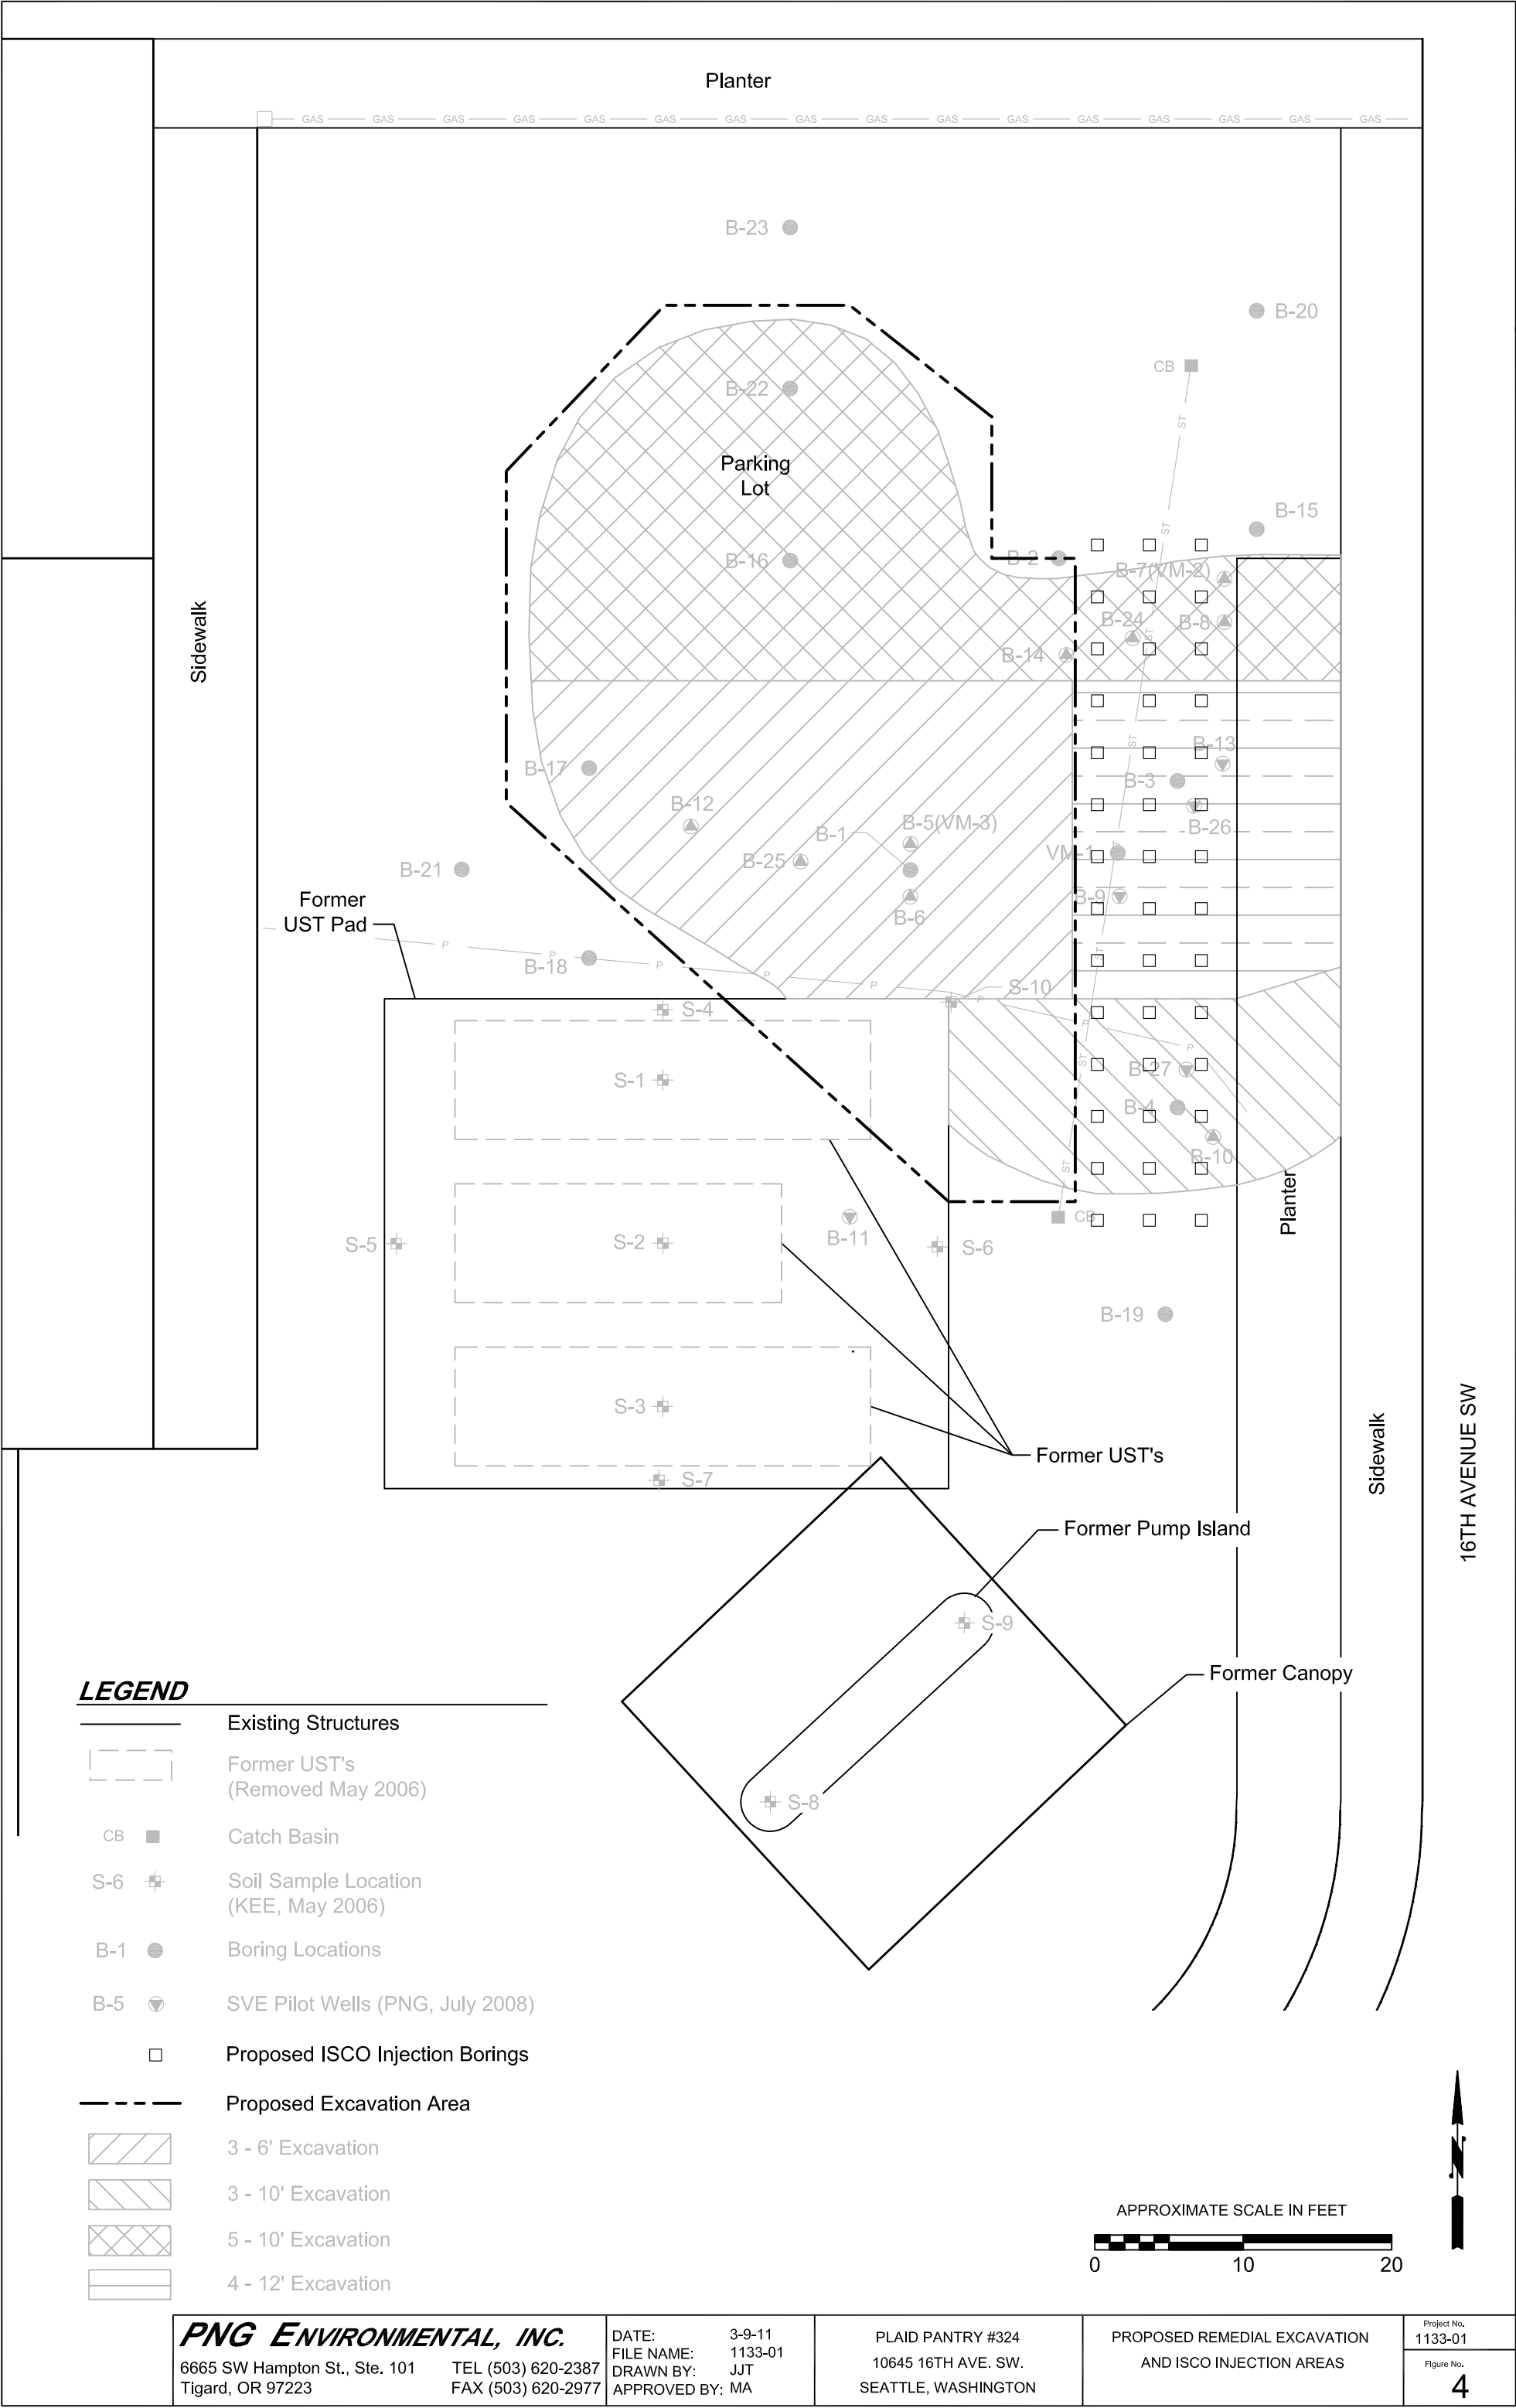 Planter
GAS GAS GAS GAS GAS GAS GAS GAS GAS GAS GAS GAS GAS GAS GAS GAS
B-23
B-20
CB
ST
B-22
Parking
Lot
B-15
ST
B-16
B-2
B-7(VM-2)
B-24
B-8
ST
B-14
Sidewalk
B-13
ST
B-17
B-3
B-12
B-5(VM-3)
B-26
B-1
P
VM-1
B-25
B-21
B-9
Former
UST Pad
B-6
P
P
B-18
P
P
P
ST
S-10
P
S-4
P
P
ST
S-1
B-27
B-4
B-10
ST
Planter
CB
S-5
S-2
B-11
S-6
B-19
S-3
Former UST's
S-7
Sidewalk
16TH AVENUE SW
Former Pump Island
S-9
Former Canopy
S-8
LEGEND
Existing Structures
Former UST's
(Removed May 2006)
CB Catch Basin
S-6 Soil Sample Location
(KEE, May 2006)
B-1 Boring Locations
B-5 SVE Pilot Wells (PNG, July 2008)
Proposed ISCO Injection Borings
Proposed Excavation Area
3 - 6' Excavation
3 - 10' Excavation
5 - 10' Excavation
4 - 12' Excavation
N
APPROXIMATE SCALE IN FEET
0 10 20
PNG ENVIRONMENTAL, INC.
6665 SW Hampton St., Ste. 101 TEL (503) 620-2387
Tigard, OR 97223 FAX (503) 620-2977
DATE: 3-9-11
FILE NAME: 1133-01
DRAWN BY: JJT
APPROVED BY: MA
PLAID PANTRY #324
10645 16TH AVE. SW.
SEATTLE, WASHINGTON
PROPOSED REMEDIAL EXCAVATION
AND ISCO INJECTION AREAS
Project No.
1133-01
Figure No.
4